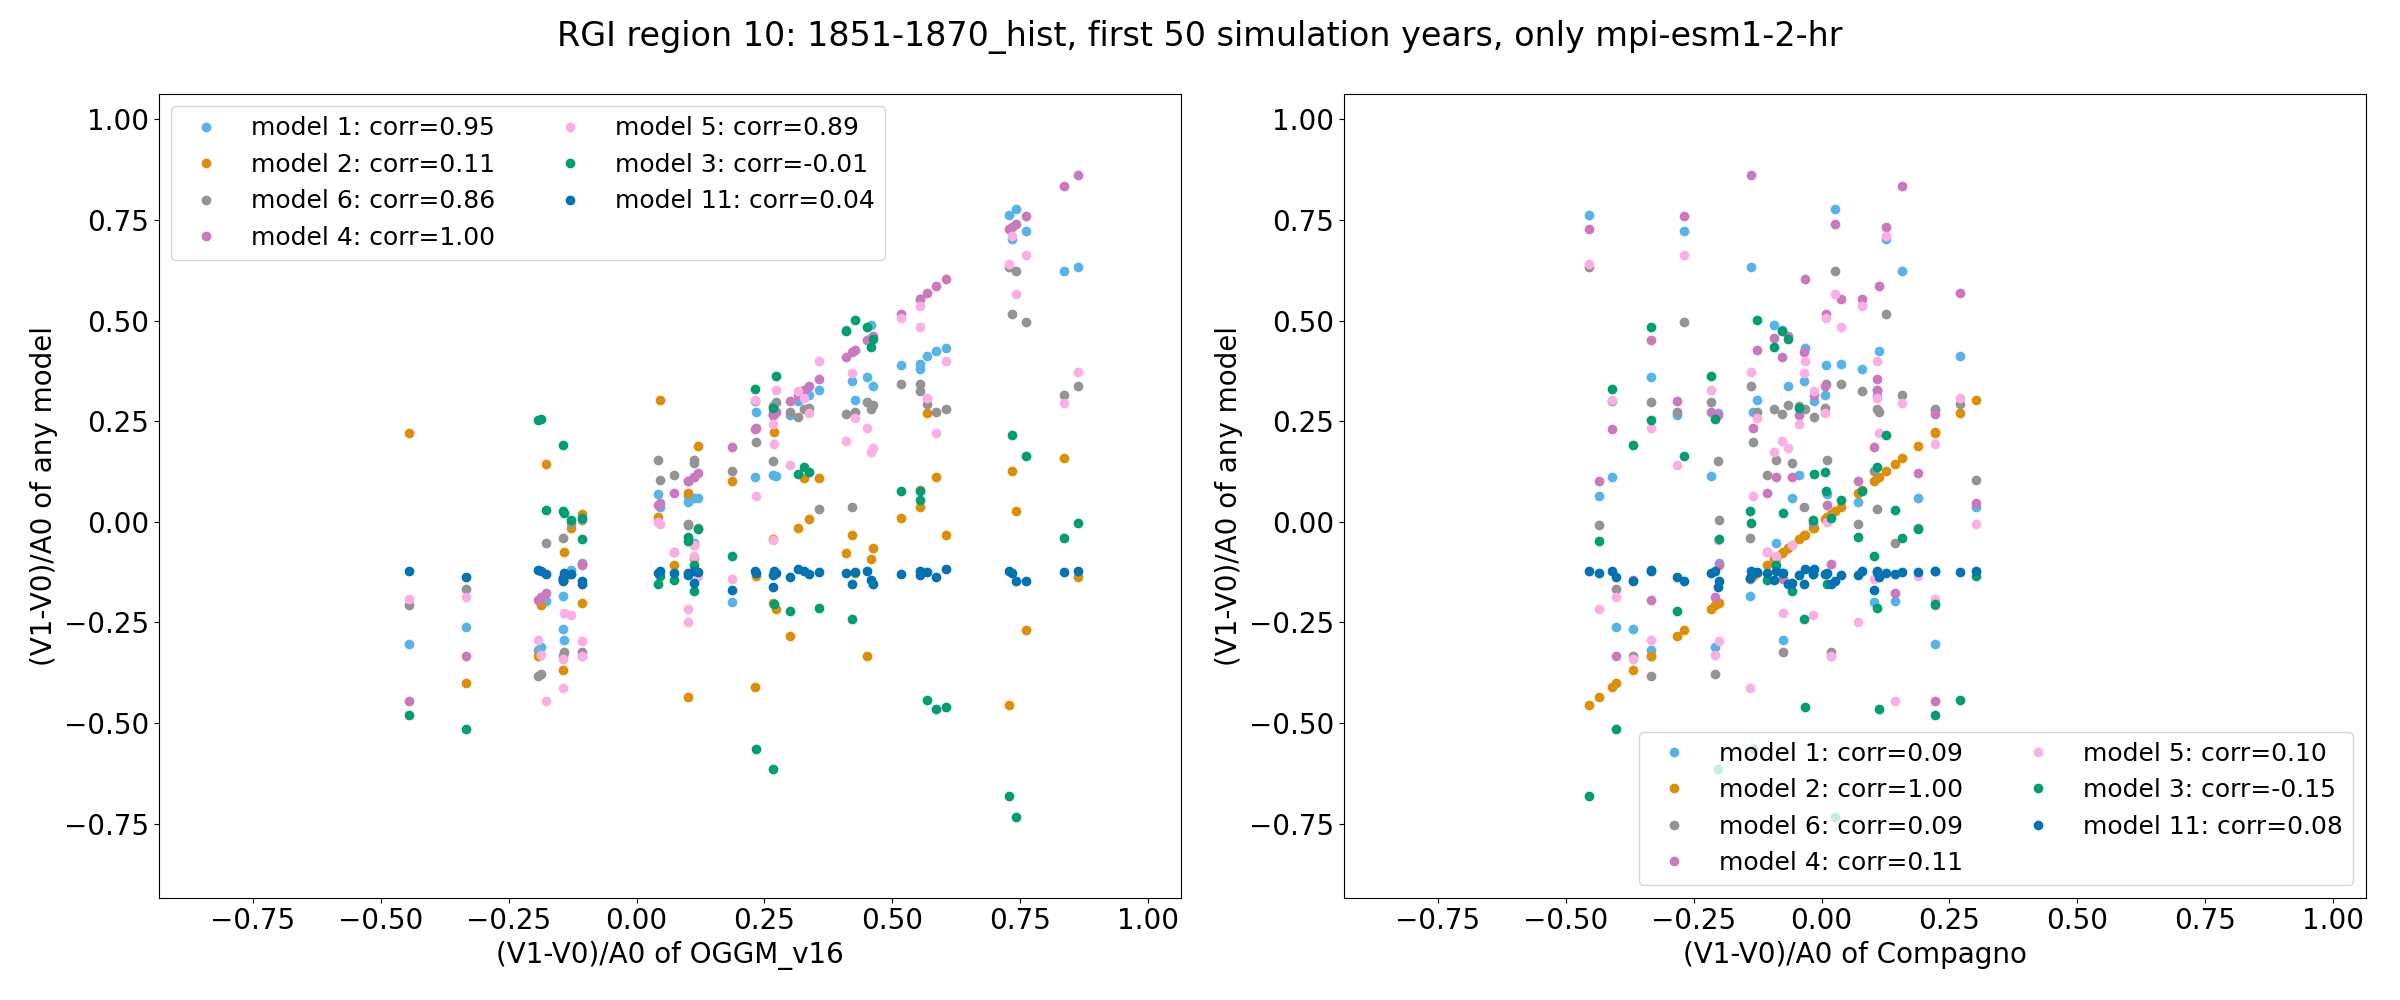 RGI region 10: 1851-1870_hist, first 50 simulation years, only mpi-esm1-2-hr
(V1-V0)/A0 of any model
1.00
0.75
0.50
0.25
0.00
−0.25
−0.50
−0.75
model 1: corr=0.95
model 2: corr=0.11
model 6: corr=0.86
model 4: corr=1.00
model 5: corr=0.89
model 3: corr=-0.01
model 11: corr=0.04
−0.75 −0.50 −0.25 0.00 0.25 0.50 0.75 1.00
(V1-V0)/A0 of OGGM_v16
(V1-V0)/A0 of any model
1.00
0.75
0.50
0.25
0.00
−0.25
−0.50
−0.75
model 1: corr=0.09
model 2: corr=1.00
model 6: corr=0.09
model 4: corr=0.11
model 5: corr=0.10
model 3: corr=-0.15
model 11: corr=0.08
−0.75 −0.50 −0.25 0.00 0.25 0.50 0.75 1.00
(V1-V0)/A0 of Compagno